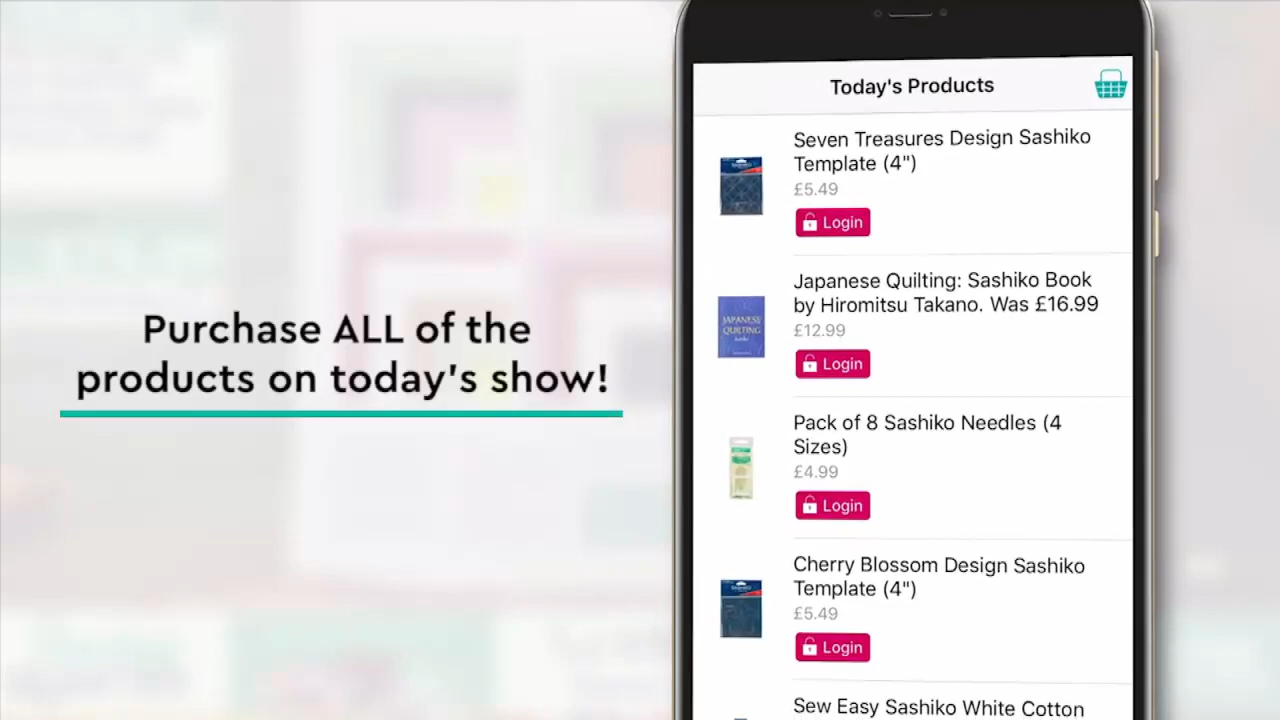 Purchase ALL of the
products on today's show!
Today's Products
Seven Treasures Design Sashiko
Template (4")
£5.49
Login
Japanese Quilting: Sashiko Book
by Hiromitsu Takano. Was £16.99
£12.99
Login
JAPANESE
QUILTING
Pack of 8 Sashiko Needles (4
Sizes)
£4.99
Login
Cherry Blossom Design Sashiko
Template (4")
£5.49
Login
Sew Easy Sashiko White Cotton